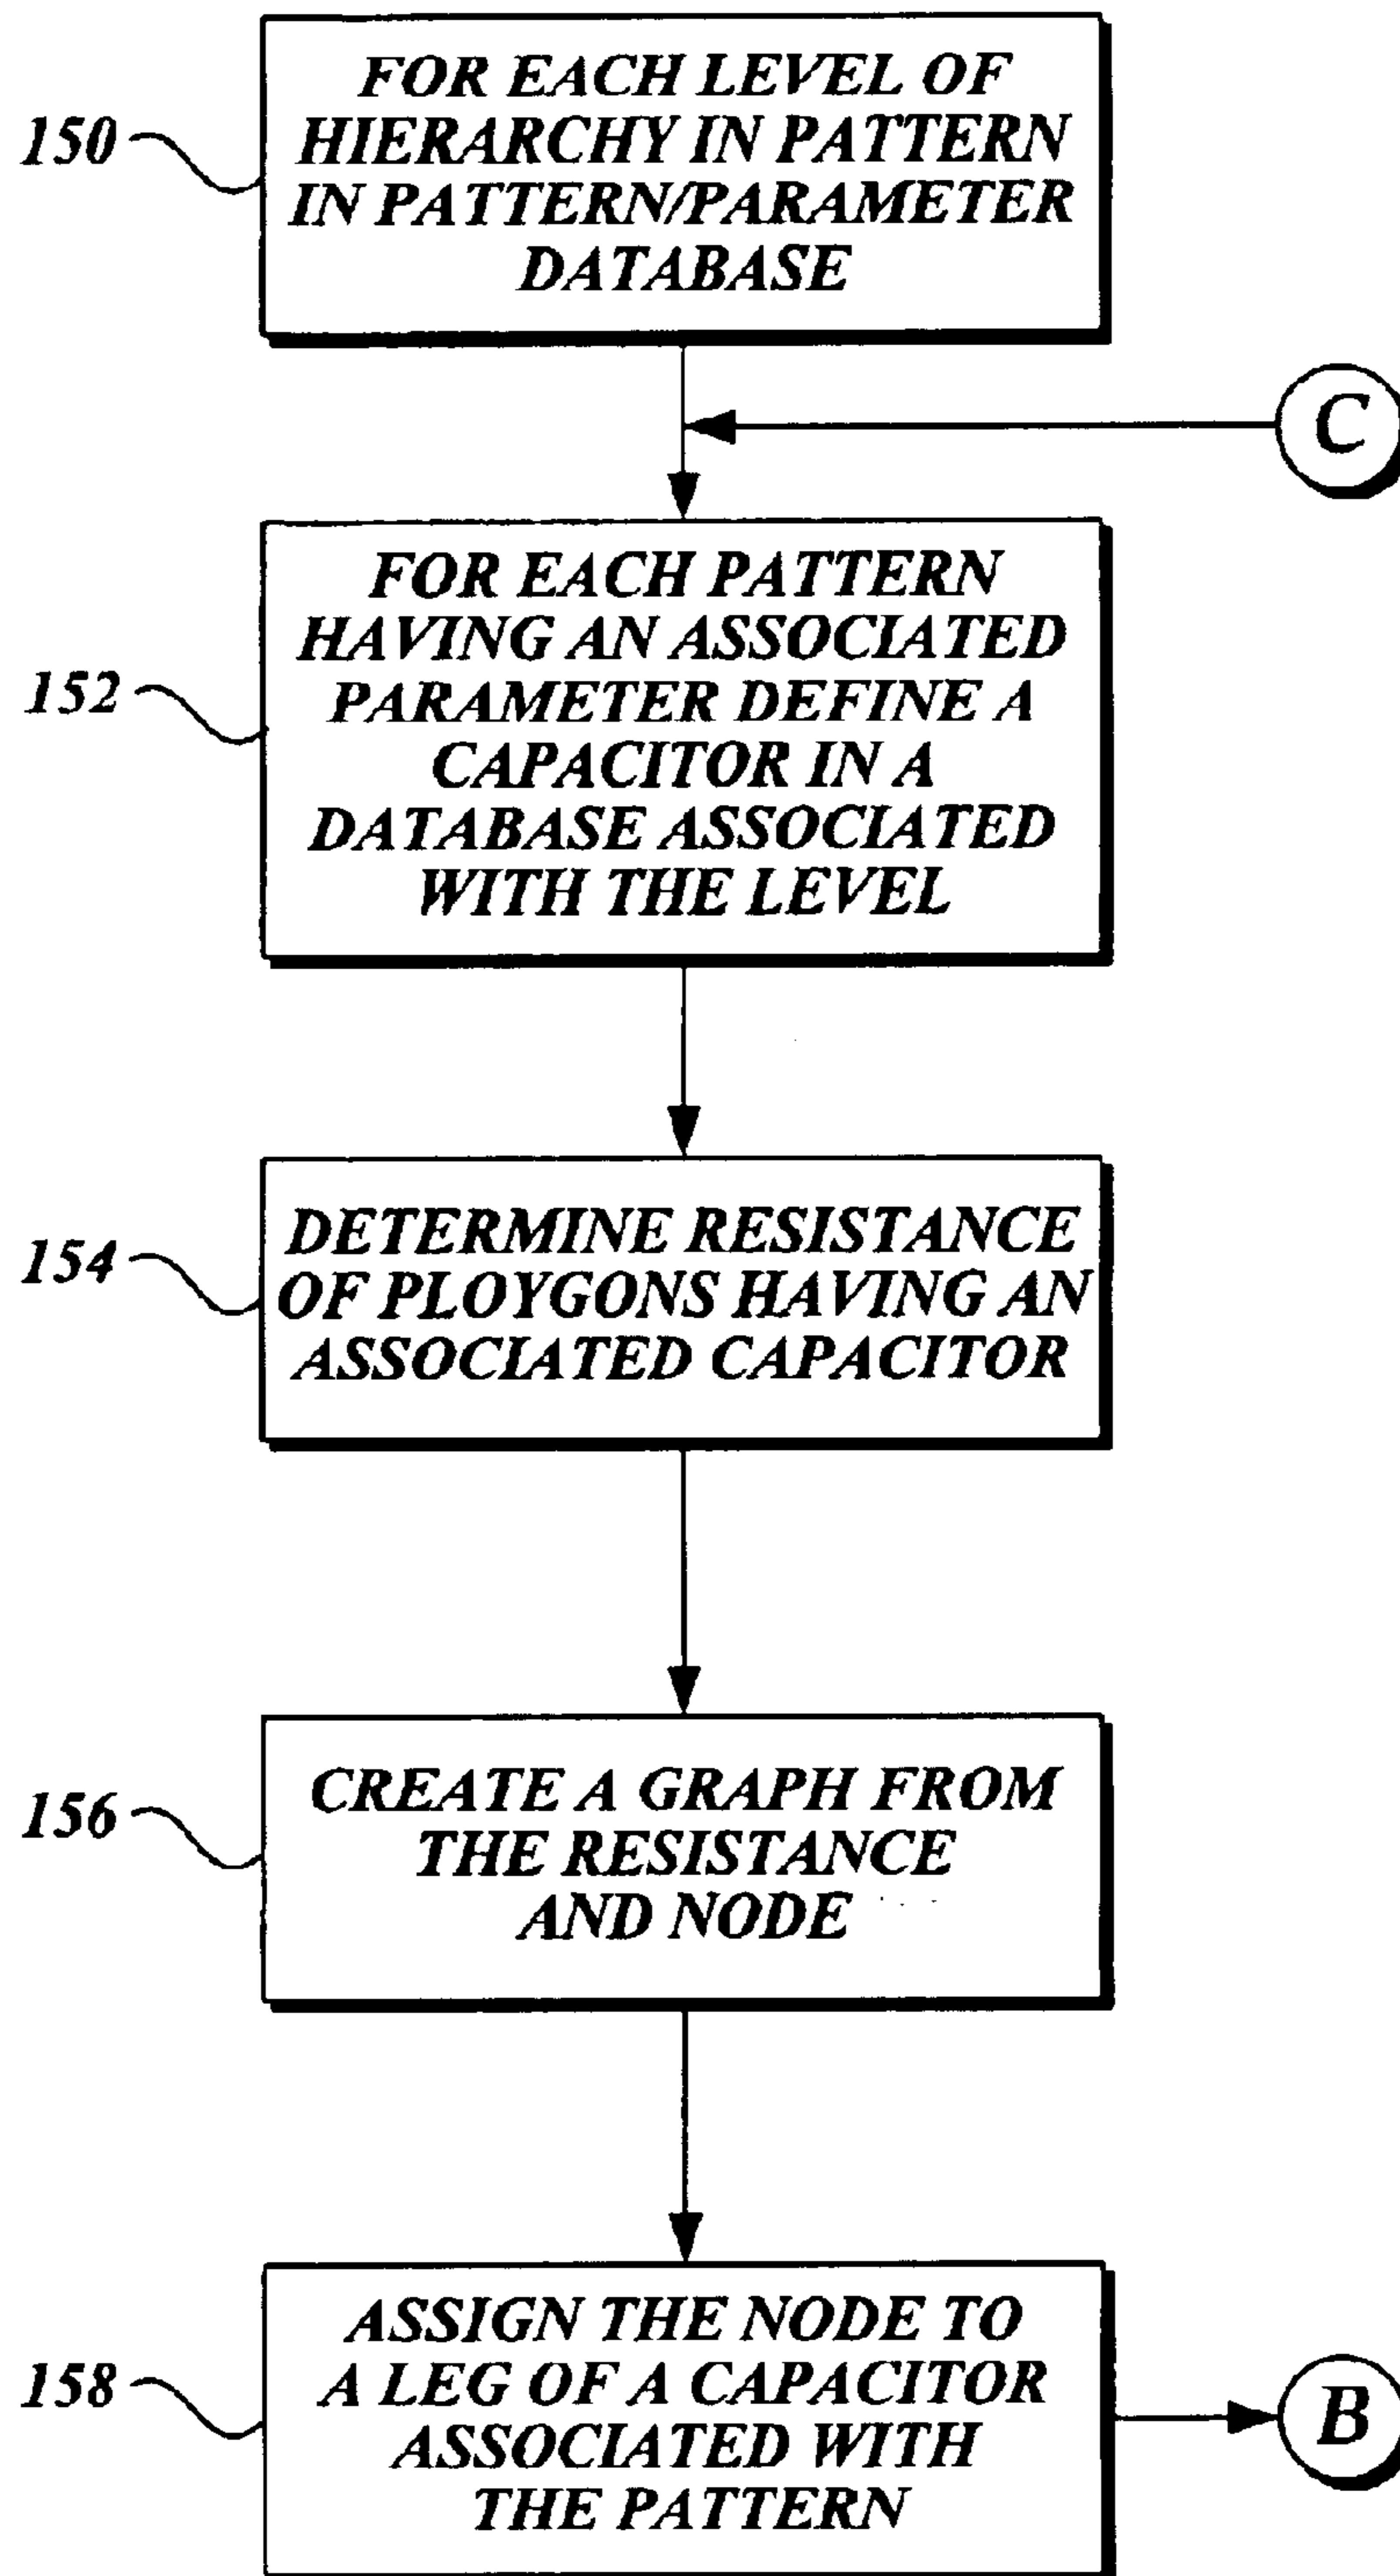 FOR EACH LEVEL OF
HIERARCHY IN PATTERN
IN PATTERN/PARAMETER
DATABASE
150
C
FOR EACH PATTERN
HAVING AN ASSOCIATED
PARAMETER DEFINE A
CAPACITOR IN A
DATABASE ASSOCIATED
WITH THE LEVEL
152
DETERMINE RESISTANCE
OF PLOYGONS HAVING AN
ASSOCIATED CAPACITOR
154
CREATE A GRAPH FROM
THE RESISTANCE
AND NODE
156
ASSIGN THE NODE TO
A LEG OF A CAPACITOR
ASSOCIATED WITH
THE PATTERN
158
B